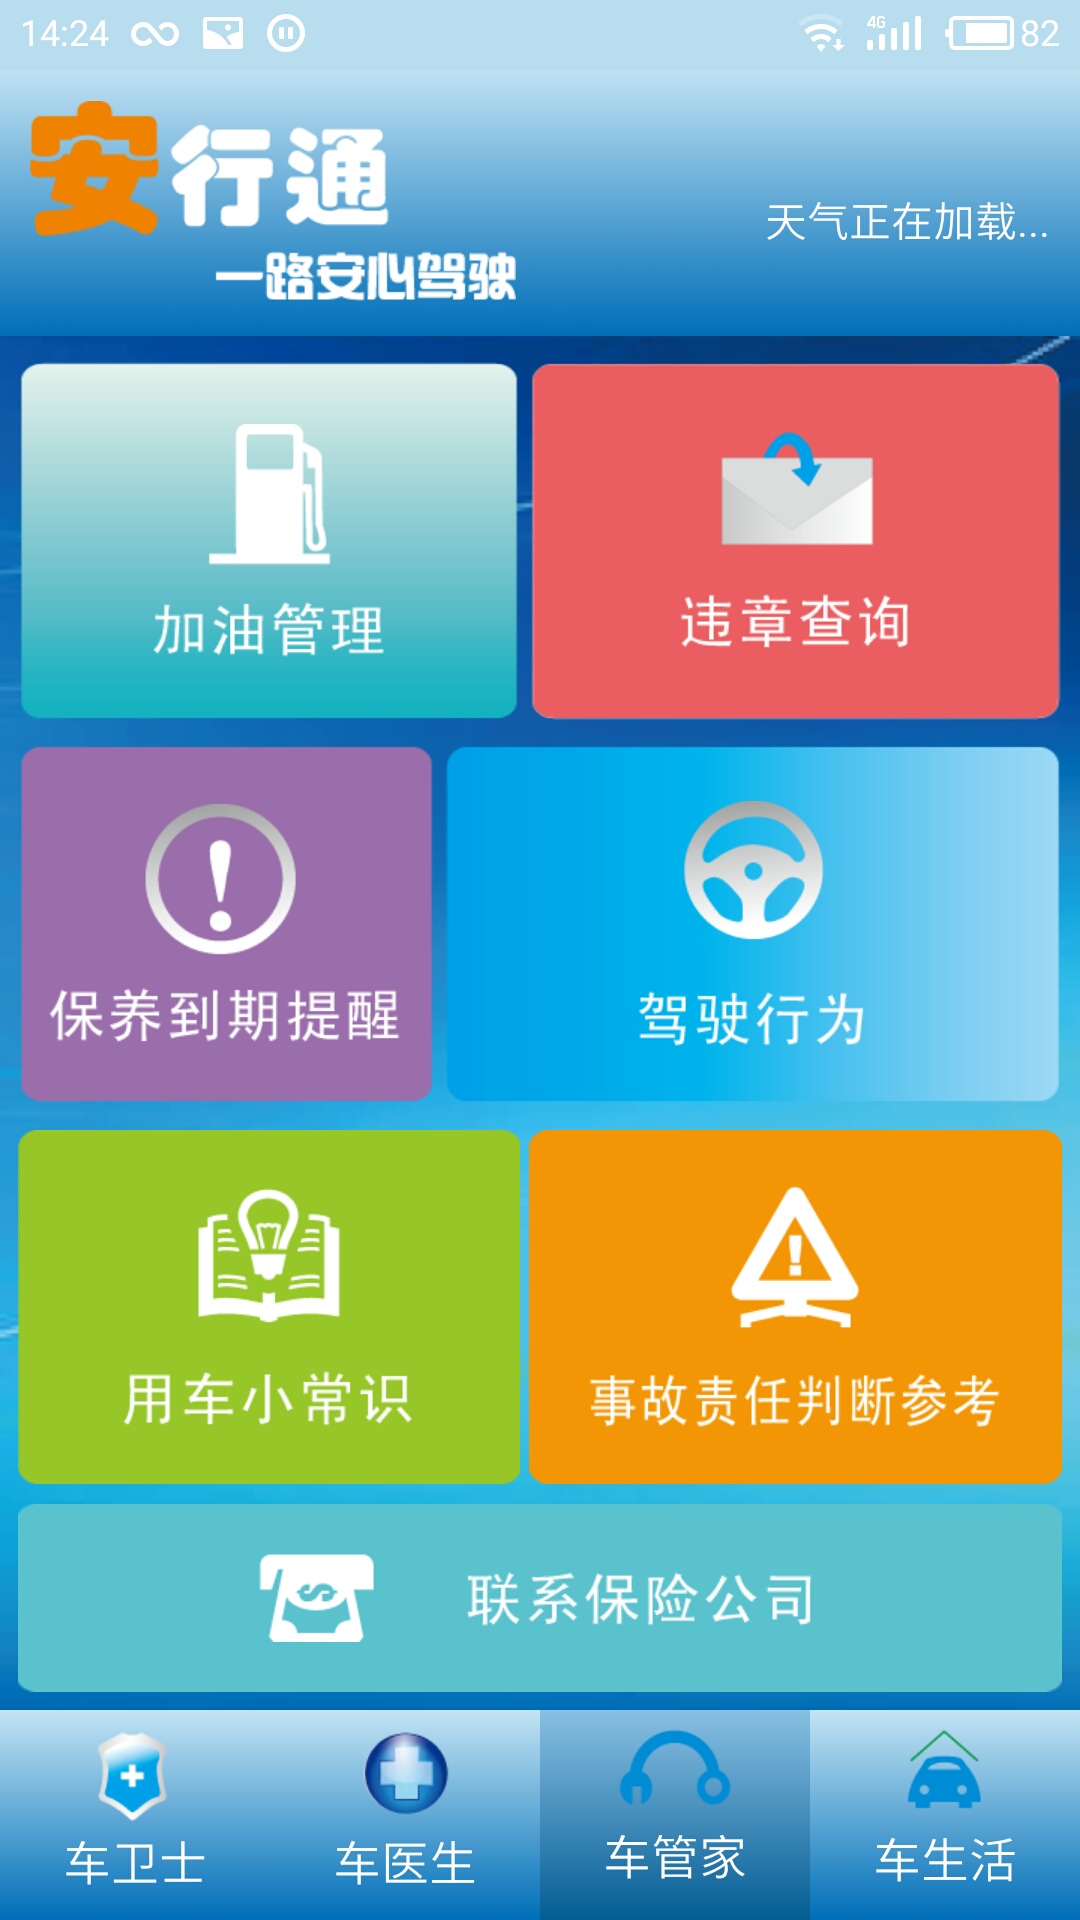 14:24 4G 82
安行通
一路安心驾驶
天气正在加载...
加油管理
违章查询
保养到期提醒
驾驶行为
用车小常识
事故责任判断参考
联系保险公司
车卫士
车医生
车管家
车生活